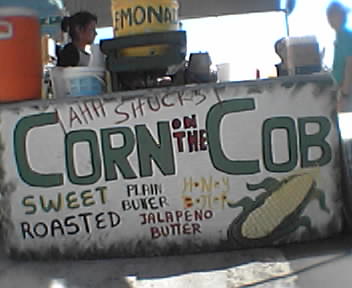 EMONA
AHH SHUCKS!
CORN ON THE COB
SWEET
ROASTED
PLAIN
BUTTER
HONEY
BUTTER
JALAPENO
BUTTER